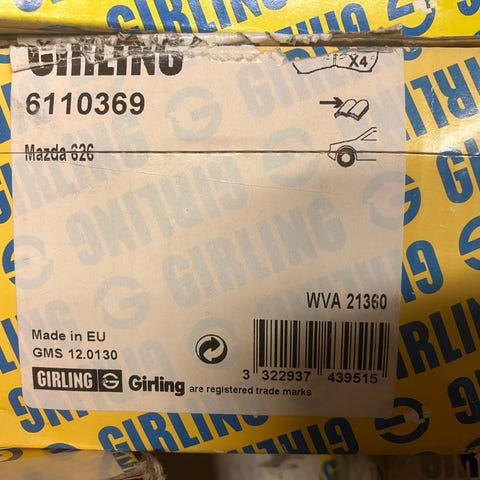 GIRLING
X4
6110369
Mazda 626
WVA 21360
Made in EU
GMS 12.0130
3 322937 439515
GIRLING G Girling are registered trade marks
GIRLING